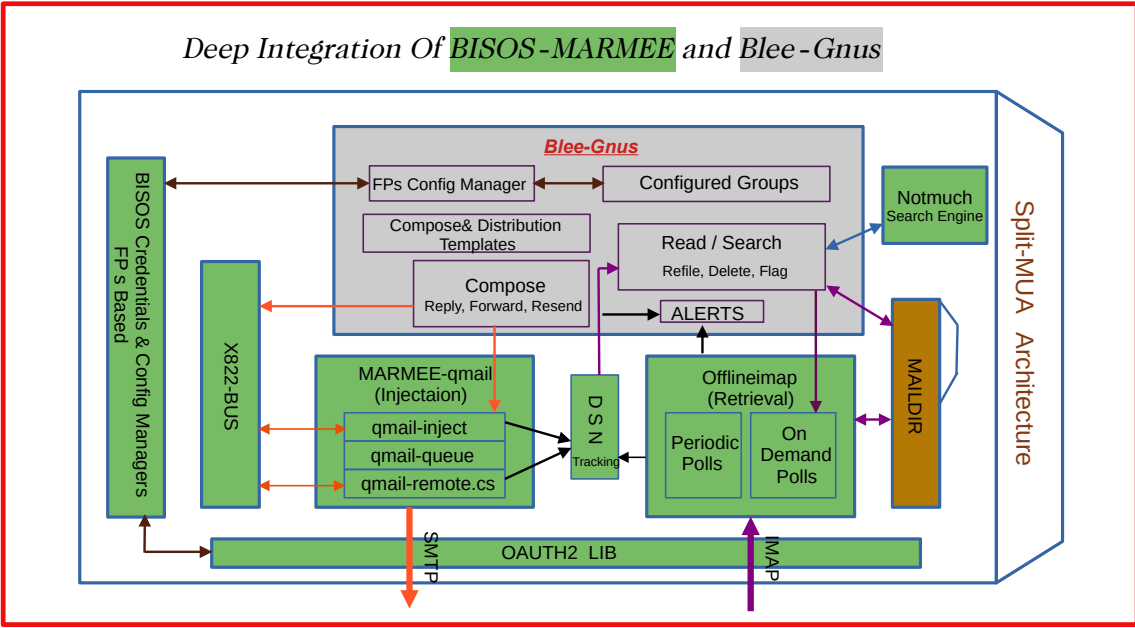 Deep Integration Of BISOS-MARMEE and Blee-Gnus
Blee-Gnus
FPs Config Manager
Configured Groups
Compose& Distribution
Templates
Read / Search
Refile, Delete, Flag
Compose
Reply, Forward, Resend
ALERTS
Notmuch
Search Engine
BISOS Credentials & Config Managers
FP s Based
X822-BUS
MARMEE-qmail
(Injectaion)
qmail-inject
qmail-queue
qmail-remote.cs
DSN
Tracking
Offlineimap
(Retrieval)
Periodic
Polls
On
Demand
Polls
MAILDIR
Split-MUA Architecture
OAUTH2 LIB
SMTP
IMAP